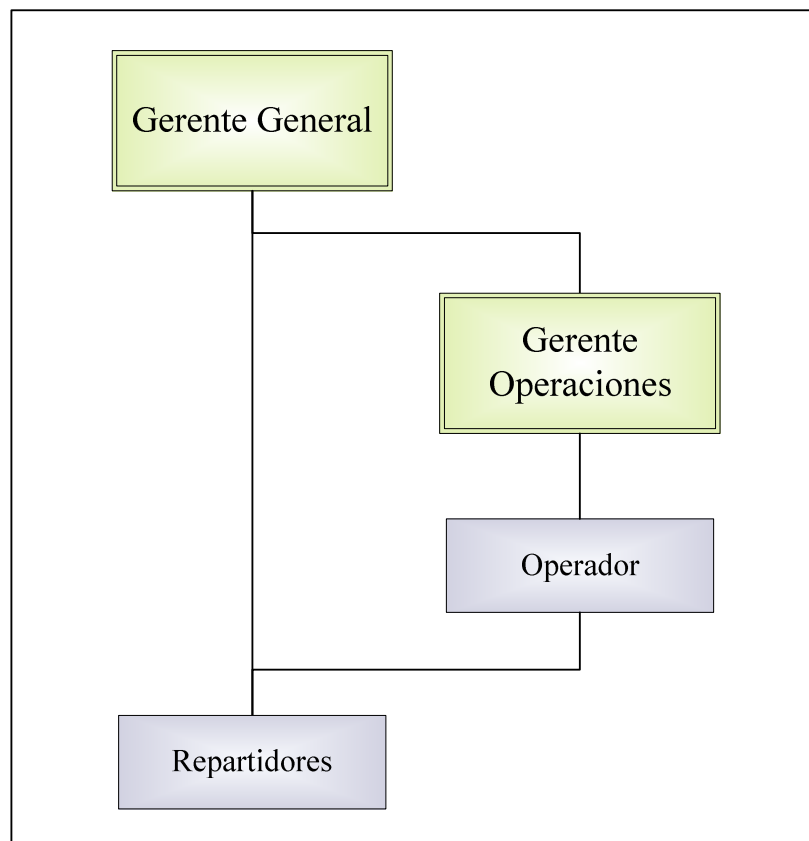 Gerente General
Gerente
Operaciones
Operador
Repartidores